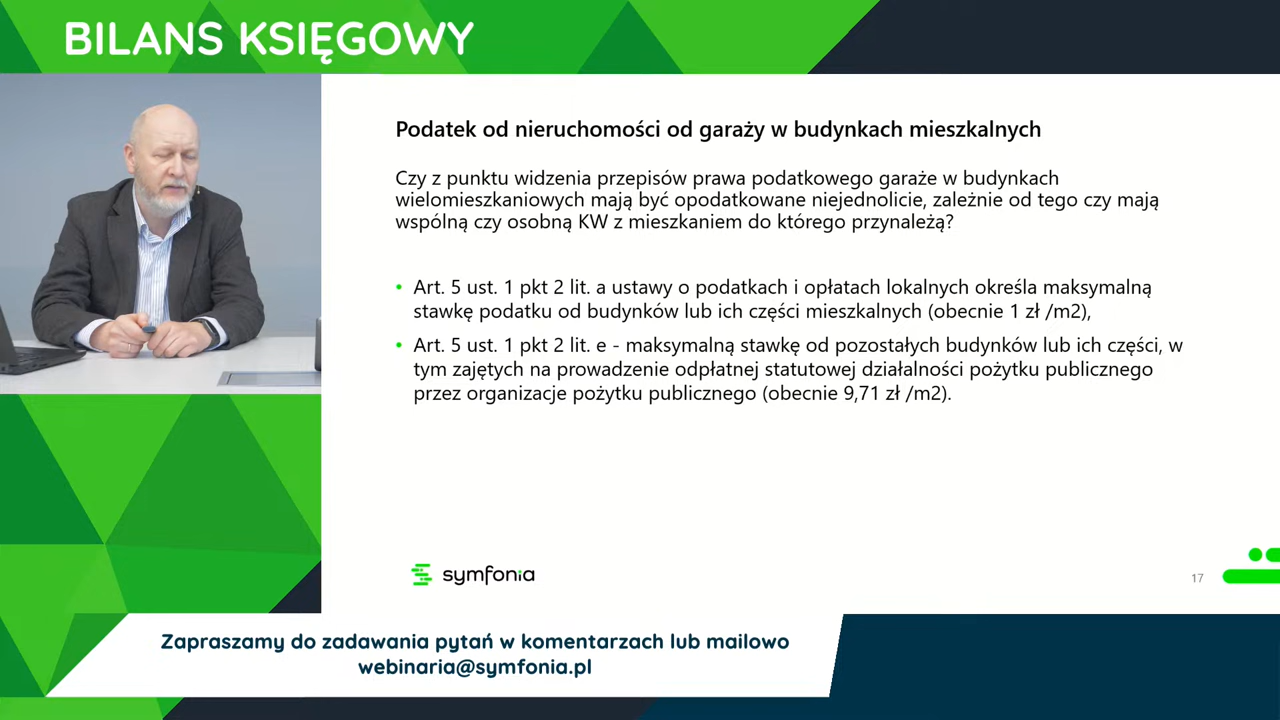 BILANS KSIĘGOWY
Podatek od nieruchomości od garaży w budynkach mieszkalnych
Czy z punktu widzenia przepisów prawa podatkowego garaże w budynkach
wielomieszkaniowych mają być opodatkowane niejednolicie, zależnie od tego czy mają
wspólną czy osobną KW z mieszkaniem do którego przynależą?
• Art. 5 ust. 1 pkt 2 lit. a ustawy o podatkach i opłatach lokalnych określa maksymalną
stawkę podatku od budynków lub ich części mieszkalnych (obecnie 1 zł /m2),
• Art. 5 ust. 1 pkt 2 lit. e - maksymalną stawkę od pozostałych budynków lub ich części, w
tym zajętych na prowadzenie odpłatnej statutowej działalności pożytku publicznego
przez organizacje pożytku publicznego (obecnie 9,71 zł /m2).
symfonia
17
Zapraszamy do zadawania pytań w komentarzach lub mailowo
webinaria@symfonia.pl